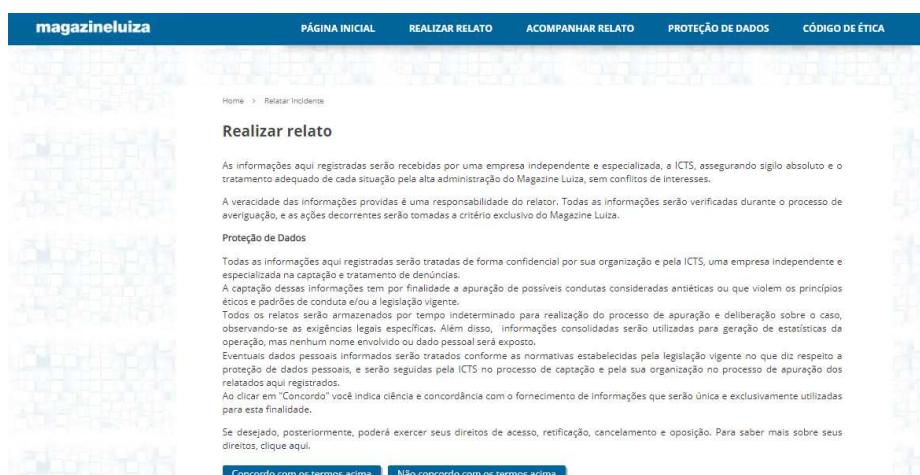 magazineluiza PÁGINA INICIAL REALIZAR RELATO ACOMPANHAR RELATO PROTEÇÃO DE DADOS CÓDIGO DE ÉTICA
Home > Relatar Incidente
Realizar relato
As informações aqui registradas serão recebidas por uma empresa independente e especializada, a ICTS, assegurando sigilo absoluto e o
tratamento adequado de cada situação pela alta administração do Magazine Luiza, sem conflitos de interesses.
A veracidade das informações providas é uma responsabilidade do relator. Todas as informações serão verificadas durante o processo de
averiguação, e as ações decorrentes serão tomadas a critério exclusivo do Magazine Luiza.
Proteção de Dados
Todas as informações aqui registradas serão tratadas de forma confidencial por sua organização e pela ICTS, uma empresa independente e
especializada na captação e tratamento de denúncias.
A captação dessas informações tem por finalidade a apuração de possíveis condutas consideradas antiéticas ou que violem os princípios
éticos e padrões de conduta e/ou a legislação vigente.
Todos os relatos serão armazenados por tempo indeterminado para realização do processo de apuração e deliberação sobre o caso,
observando-se as exigências legais específicas. Além disso, informações consolidadas serão utilizadas para geração de estatísticas da
operação, mas nenhum nome envolvido ou dado pessoal será exposto.
Eventuais dados pessoais informados serão tratados conforme as normativas estabelecidas pela legislação vigente no que diz respeito a
proteção de dados pessoais, e serão seguidas pela ICTS no processo de captação e pela sua organização no processo de apuração dos
relatados aqui registrados.
Ao clicar em "Concordo" você indica ciência e concordância com o fornecimento de informações que serão única e exclusivamente utilizadas
para esta finalidade.
Se desejado, posteriormente, poderá exercer seus direitos de acesso, retificação, cancelamento e oposição. Para saber mais sobre seus
direitos, clique aqui.
Concordo com os termos acima Não concordo com os termos acima